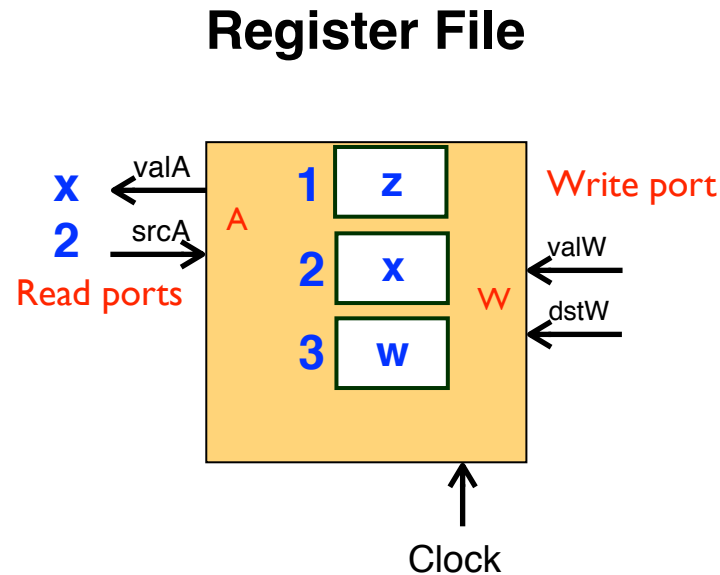 Register File
x
valA
2
srcA
Read ports
A
1
z
2
x
3
w
W
Write port
valW
dstW
Clock